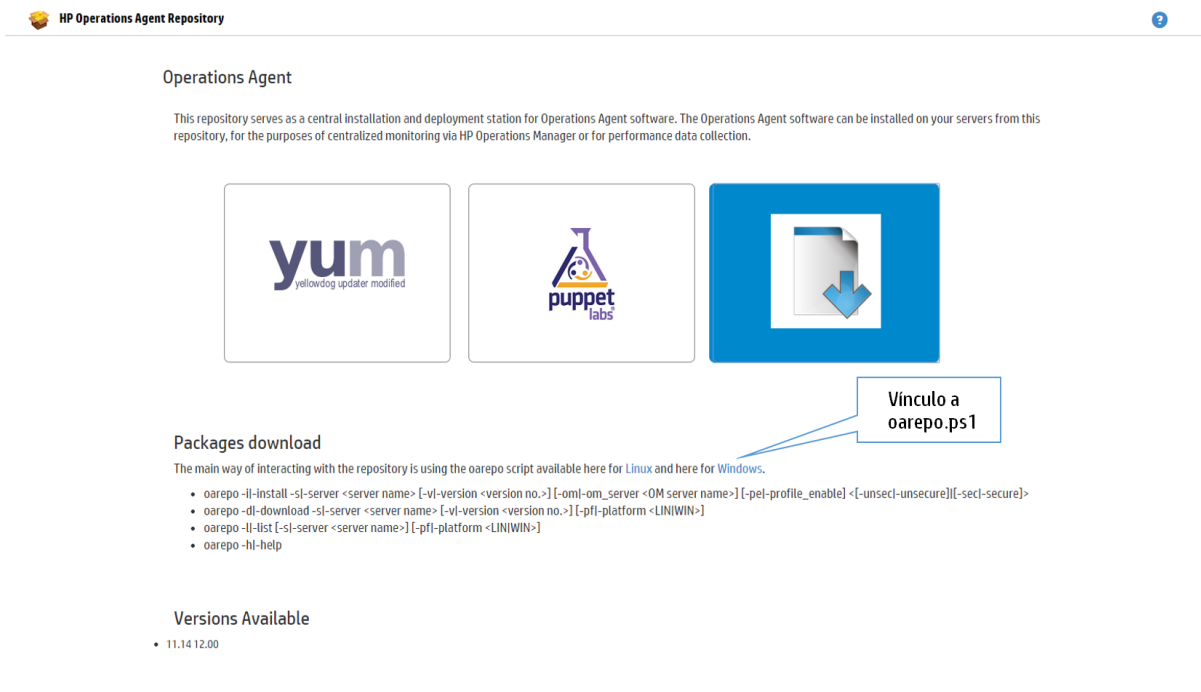 HP Operations Agent Repository
?
Operations Agent
This repository serves as a central installation and deployment station for Operations Agent software. The Operations Agent software can be installed on your servers from this
repository, for the purposes of centralized monitoring via HP Operations Manager or for performance data collection.
yum
yellowdog updater modified
puppet
labs®
Vínculo a
oarepo.ps1
Packages download
The main way of interacting with the repository is using the oarepo script available here for Linux and here for Windows.
• oarepo -i|-install -s|-server <server name> [-v|-version <version no.>] [-om|-om_server <OM server name>] [-pe|-profile_enable] <[-unsec|-unsecure]|[-sec|-secure]>
• oarepo -d|-download -s|-server <server name> [-v|-version <version no.>] [-pf|-platform <LIN|WIN>]
• oarepo -l|-list [-s|-server <server name>] [-pf|-platform <LIN|WIN>]
• oarepo -h|-help
Versions Available
• 11.14 12.00